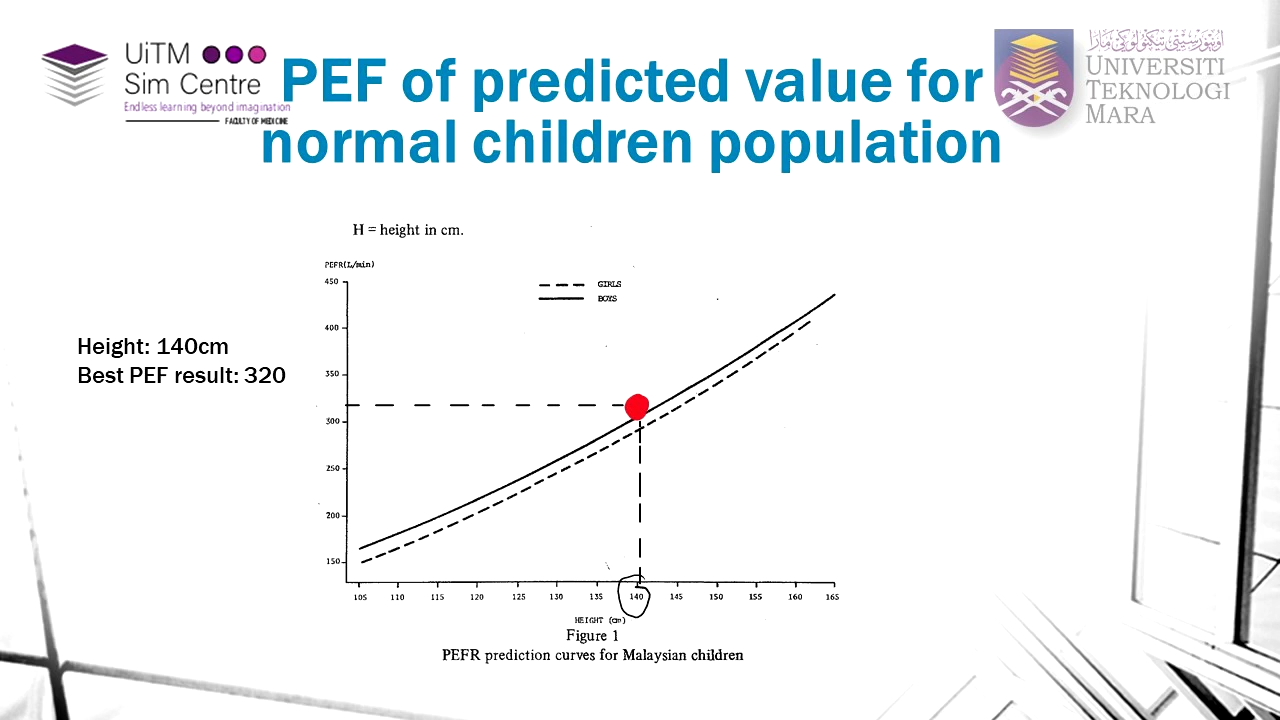 UiTM
Sim Centre
Endless learning beyond imagination
FACULTY OF MEDICINE
PEF of predicted value for
normal children population
اونيۏرسيتي تيكنولوݢي مارا
UNIVERSITI
TEKNOLOGI
MARA
H = height in cm.
PEFR(L/min)
450
400
350
300
250
200
150
GIRLS
BOYS
Height: 140cm
Best PEF result: 320
105 110 115 120 125 130 135 140 145 150 155 160 165
HEIGHT (cm)
Figure 1
PEFR prediction curves for Malaysian children